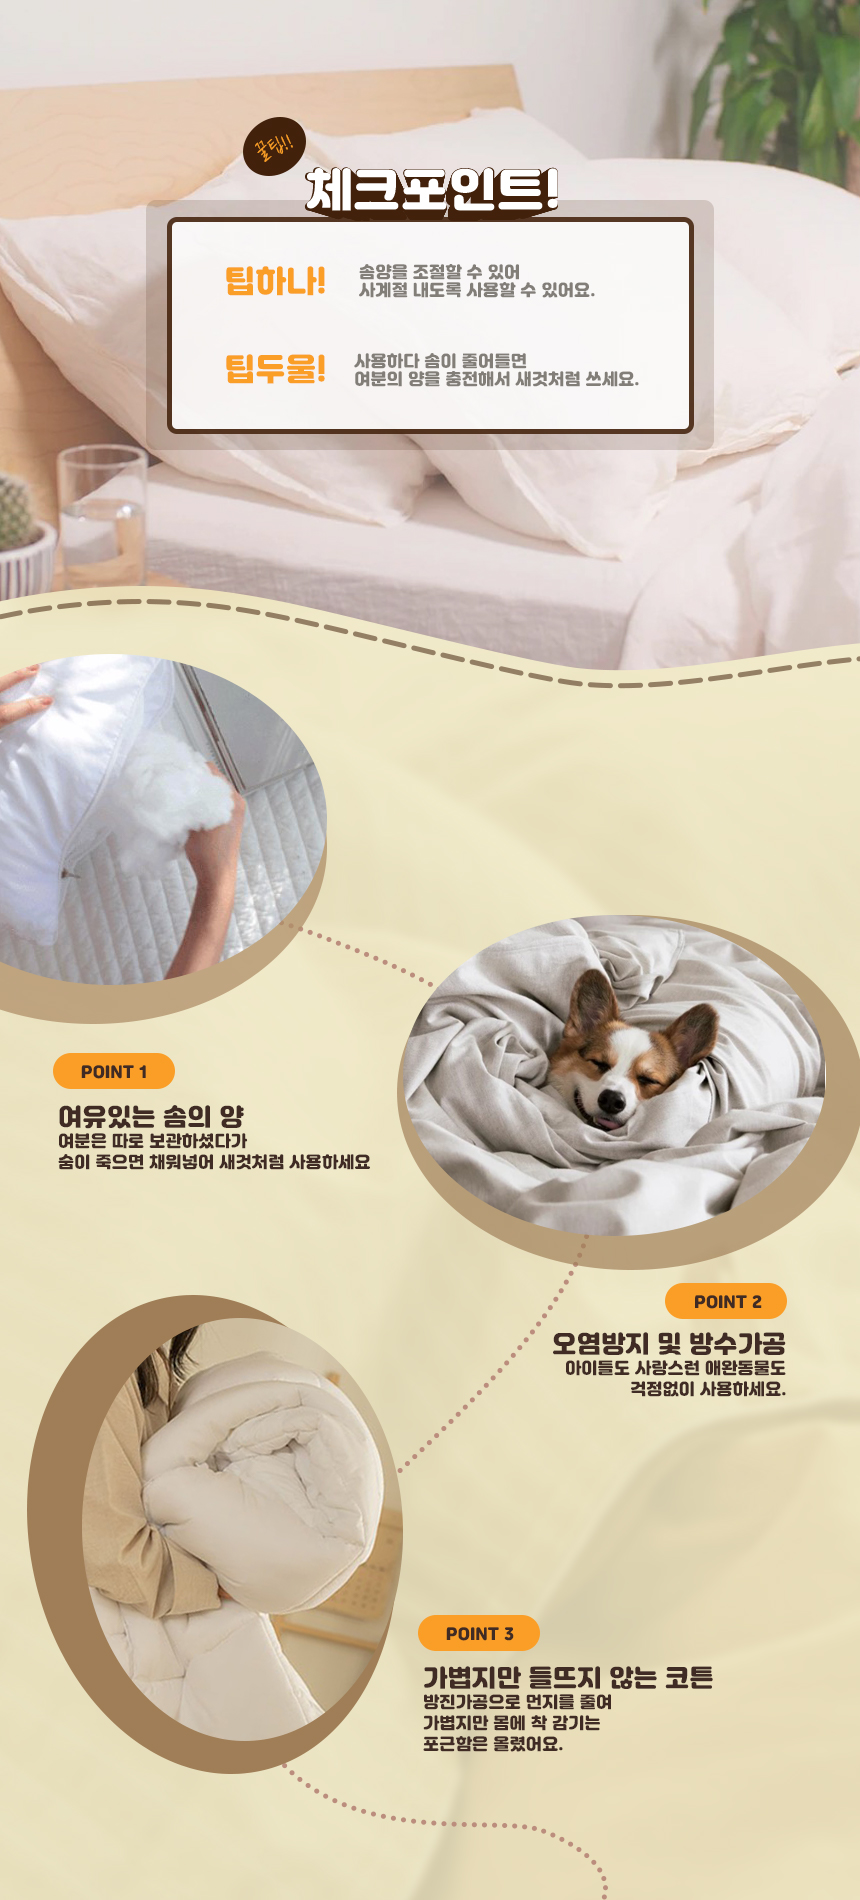 꿀팁!!
체크포인트!
팁하나!
솜양을 조절할 수 있어
사계절 내도록 사용할 수 있어요.
팁두울!
사용하다 솜이 줄어들면
여분의 양을 충전해서 새것처럼 쓰세요.
POINT 1
여유있는 솜의 양
여분은 따로 보관하셨다가
숨이 죽으면 채워넣어 새것처럼 사용하세요
POINT 2
오염방지 및 방수가공
아이들도 사랑스런 애완동물도
걱정없이 사용하세요.
POINT 3
가볍지만 들뜨지 않는 코튼
방진가공으로 먼지를 줄여
가볍지만 몸에 착 감기는
포근함은 올렸어요.